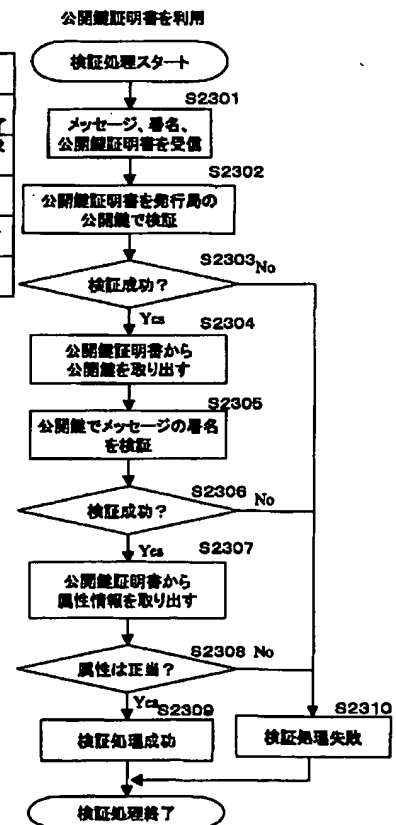 公開鍵証明書を利用
検証処理スタート
S2301
メッセージ、署名、
公開鍵証明書を受信
S2302
公開鍵証明書を発行局の
公開鍵で検証
S2303
No
検証成功？
Yes
S2304
公開鍵証明書から
公開鍵を取り出す
S2305
公開鍵でメッセージの署名
を検証
S2306
No
検証成功？
Yes
S2307
公開鍵証明書から
属性情報を取り出す
S2308
No
属性は正当？
Yes
S2309
S2310
検証処理成功
検証処理失敗
検証処理終了